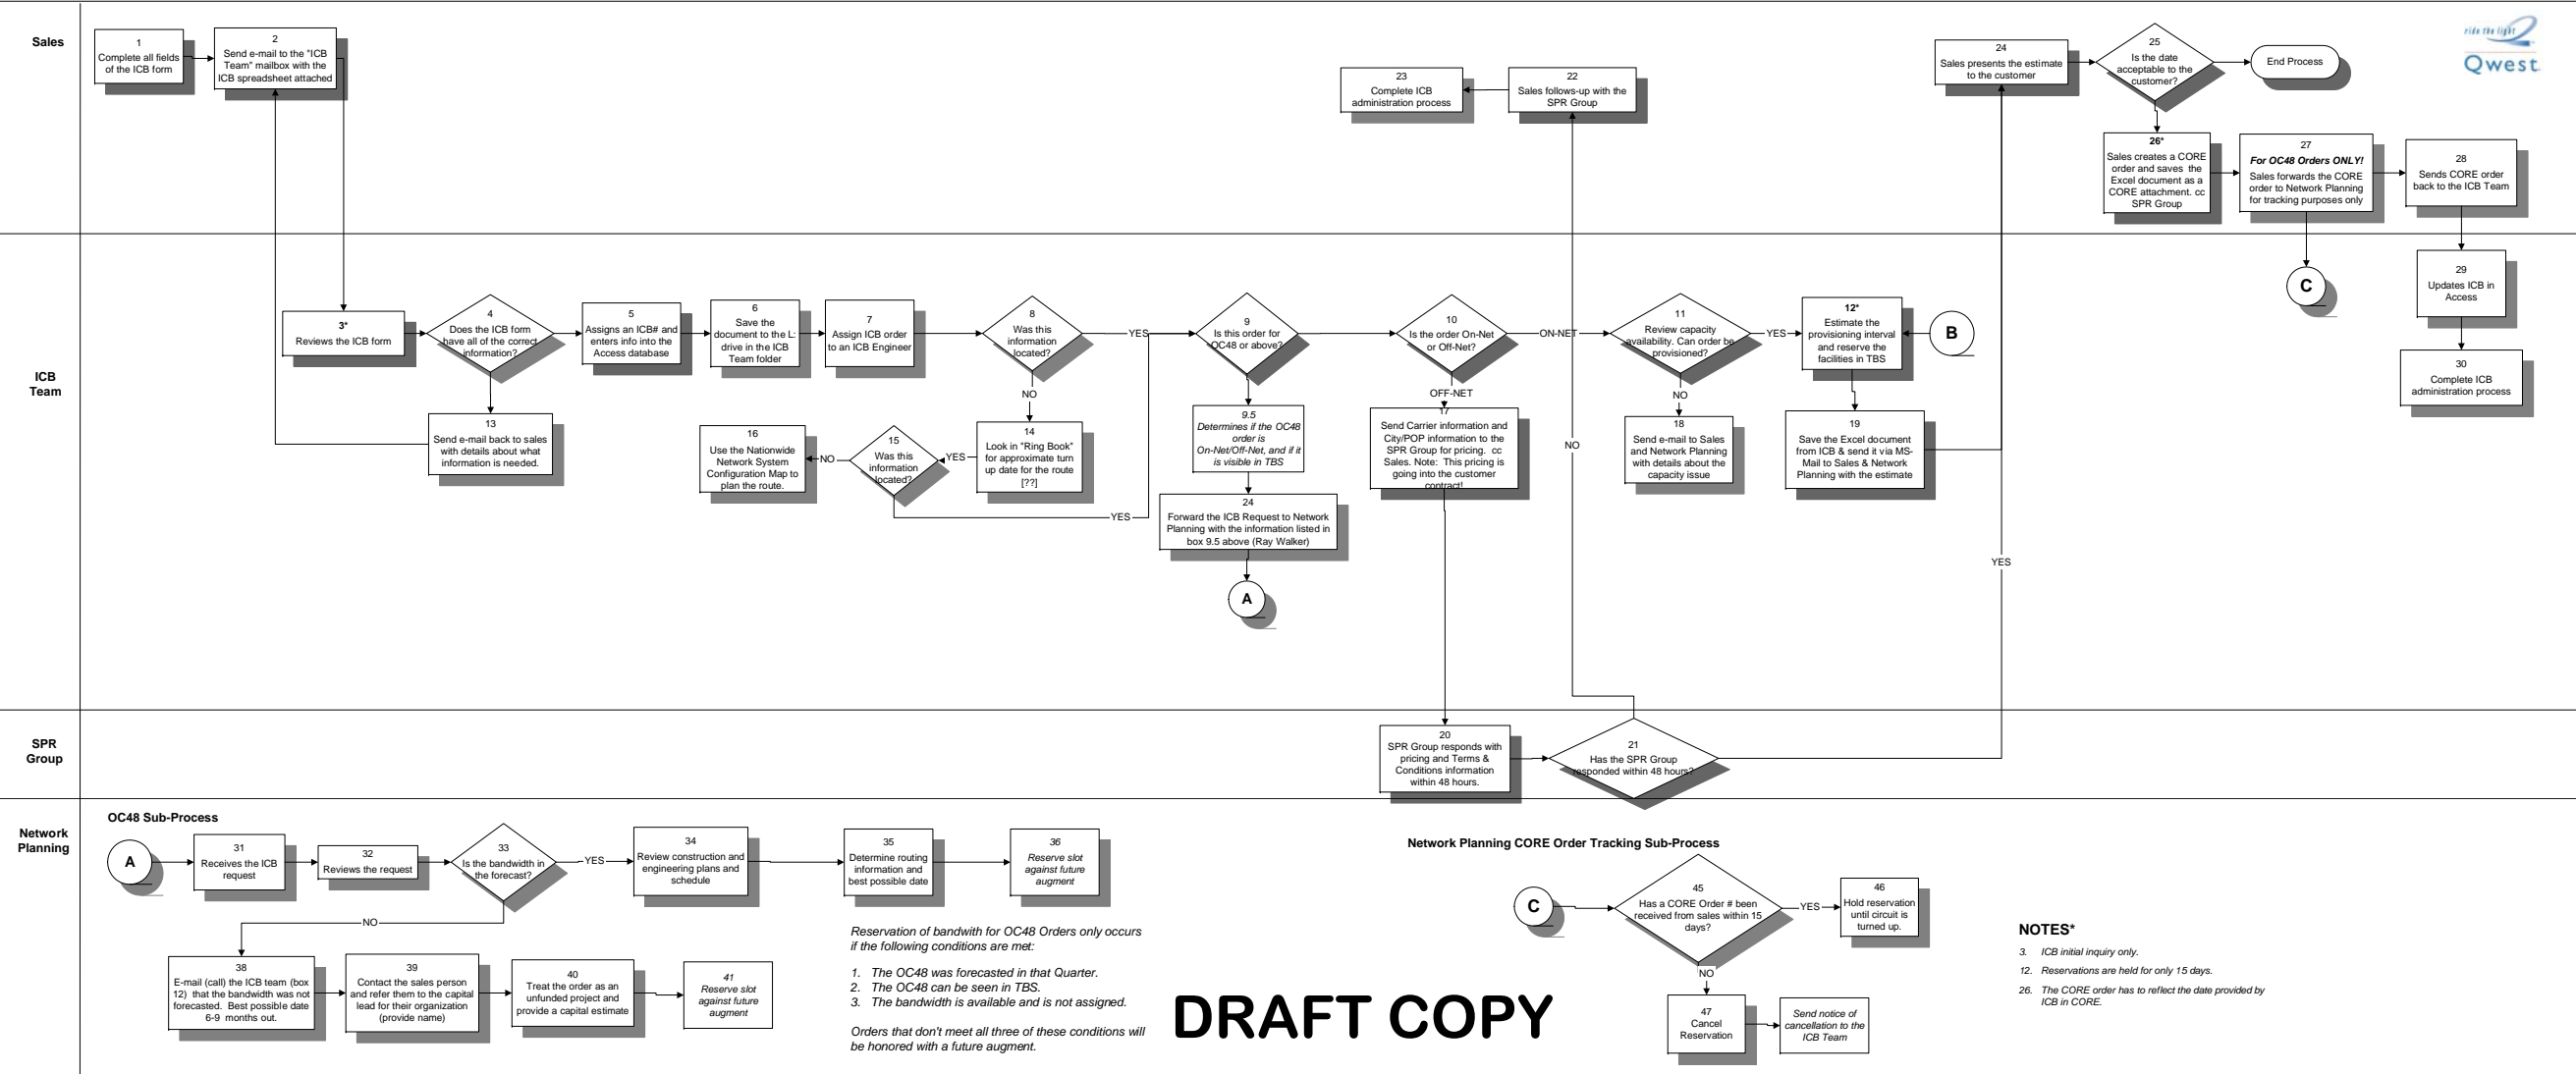 Sales
1
Complete all fields
of the ICB form
2
Send e-mail to the "ICB
Team" mailbox with the
ICB spreadsheet attached
23
Complete ICB
administration process
22
Sales follows-up with the
SPR Group
24
Sales presents the estimate
to the customer
25
Is the date
acceptable to the
customer?
End Process
ride the light
Qwest
26*
Sales creates a CORE
order and saves the
Excel document as a
CORE attachment. cc
SPR Group
27
For OC48 Orders ONLY!
Sales forwards the CORE
order to Network Planning
for tracking purposes only
28
Sends CORE order
back to the ICB Team
ICB
Team
3*
Reviews the ICB form
4
Does the ICB form
have all of the correct
information?
5
Assigns an ICB# and
enters info into the
Access database
6
Save the
document to the L:
drive in the ICB
Team folder
7
Assign ICB order
to an ICB Engineer
8
Was this
information
located?
YES
9
Is this order for
OC48 or above?
10
Is the order On-Net
or Off-Net?
ON-NET
11
Review capacity
availability. Can order be
provisioned?
YES
12*
Estimate the
provisioning interval
and reserve the
facilities in TBS
B
C
29
Updates ICB in
Access
30
Complete ICB
administration process
13
Send e-mail back to sales
with details about what
information is needed.
16
Use the Nationwide
Network System
Configuration Map to
plan the route.
NO
15
Was this
information
located?
YES
NO
14
Look in "Ring Book"
for approximate turn
up date for the route
[??]
YES
9.5
Determines if the OC48
order is
On-Net/Off-Net, and if it
is visible in TBS
24
Forward the ICB Request to Network
Planning with the information listed in
box 9.5 above (Ray Walker)
A
OFF-NET
17
Send Carrier information and
City/POP information to the
SPR Group for pricing. cc
Sales. Note: This pricing is
going into the customer
contract!
NO
NO
18
Send e-mail to Sales
and Network Planning
with details about the
capacity issue
19
Save the Excel document
from ICB & send it via MS-
Mail to Sales & Network
Planning with the estimate
YES
SPR
Group
20
SPR Group responds with
pricing and Terms &
Conditions information
within 48 hours.
21
Has the SPR Group
responded within 48 hours?
Network
Planning
OC48 Sub-Process
A
31
Receives the ICB
request
32
Reviews the request
33
Is the bandwidth in
the forecast?
YES
34
Review construction and
engineering plans and
schedule
35
Determine routing
information and
best possible date
36
Reserve slot
against future
augment
NO
38
E-mail (call) the ICB team (box
12) that the bandwidth was not
forecasted. Best possible date
6-9 months out.
39
Contact the sales person
and refer them to the capital
lead for their organization
(provide name)
40
Treat the order as an
unfunded project and
provide a capital estimate
41
Reserve slot
against future
augment
Reservation of bandwith for OC48 Orders only occurs
if the following conditions are met:
1. The OC48 was forecasted in that Quarter.
2. The OC48 can be seen in TBS.
3. The bandwidth is available and is not assigned.
Orders that don't meet all three of these conditions will
be honored with a future augment.
DRAFT COPY
Network Planning CORE Order Tracking Sub-Process
C
45
Has a CORE Order # been
received from sales within 15
days?
YES
46
Hold reservation
until circuit is
turned up.
NO
47
Cancel
Reservation
Send notice of
cancellation to the
ICB Team
NOTES*
3. ICB initial inquiry only.
12. Reservations are held for only 15 days.
26. The CORE order has to reflect the date provided by
ICB in CORE.